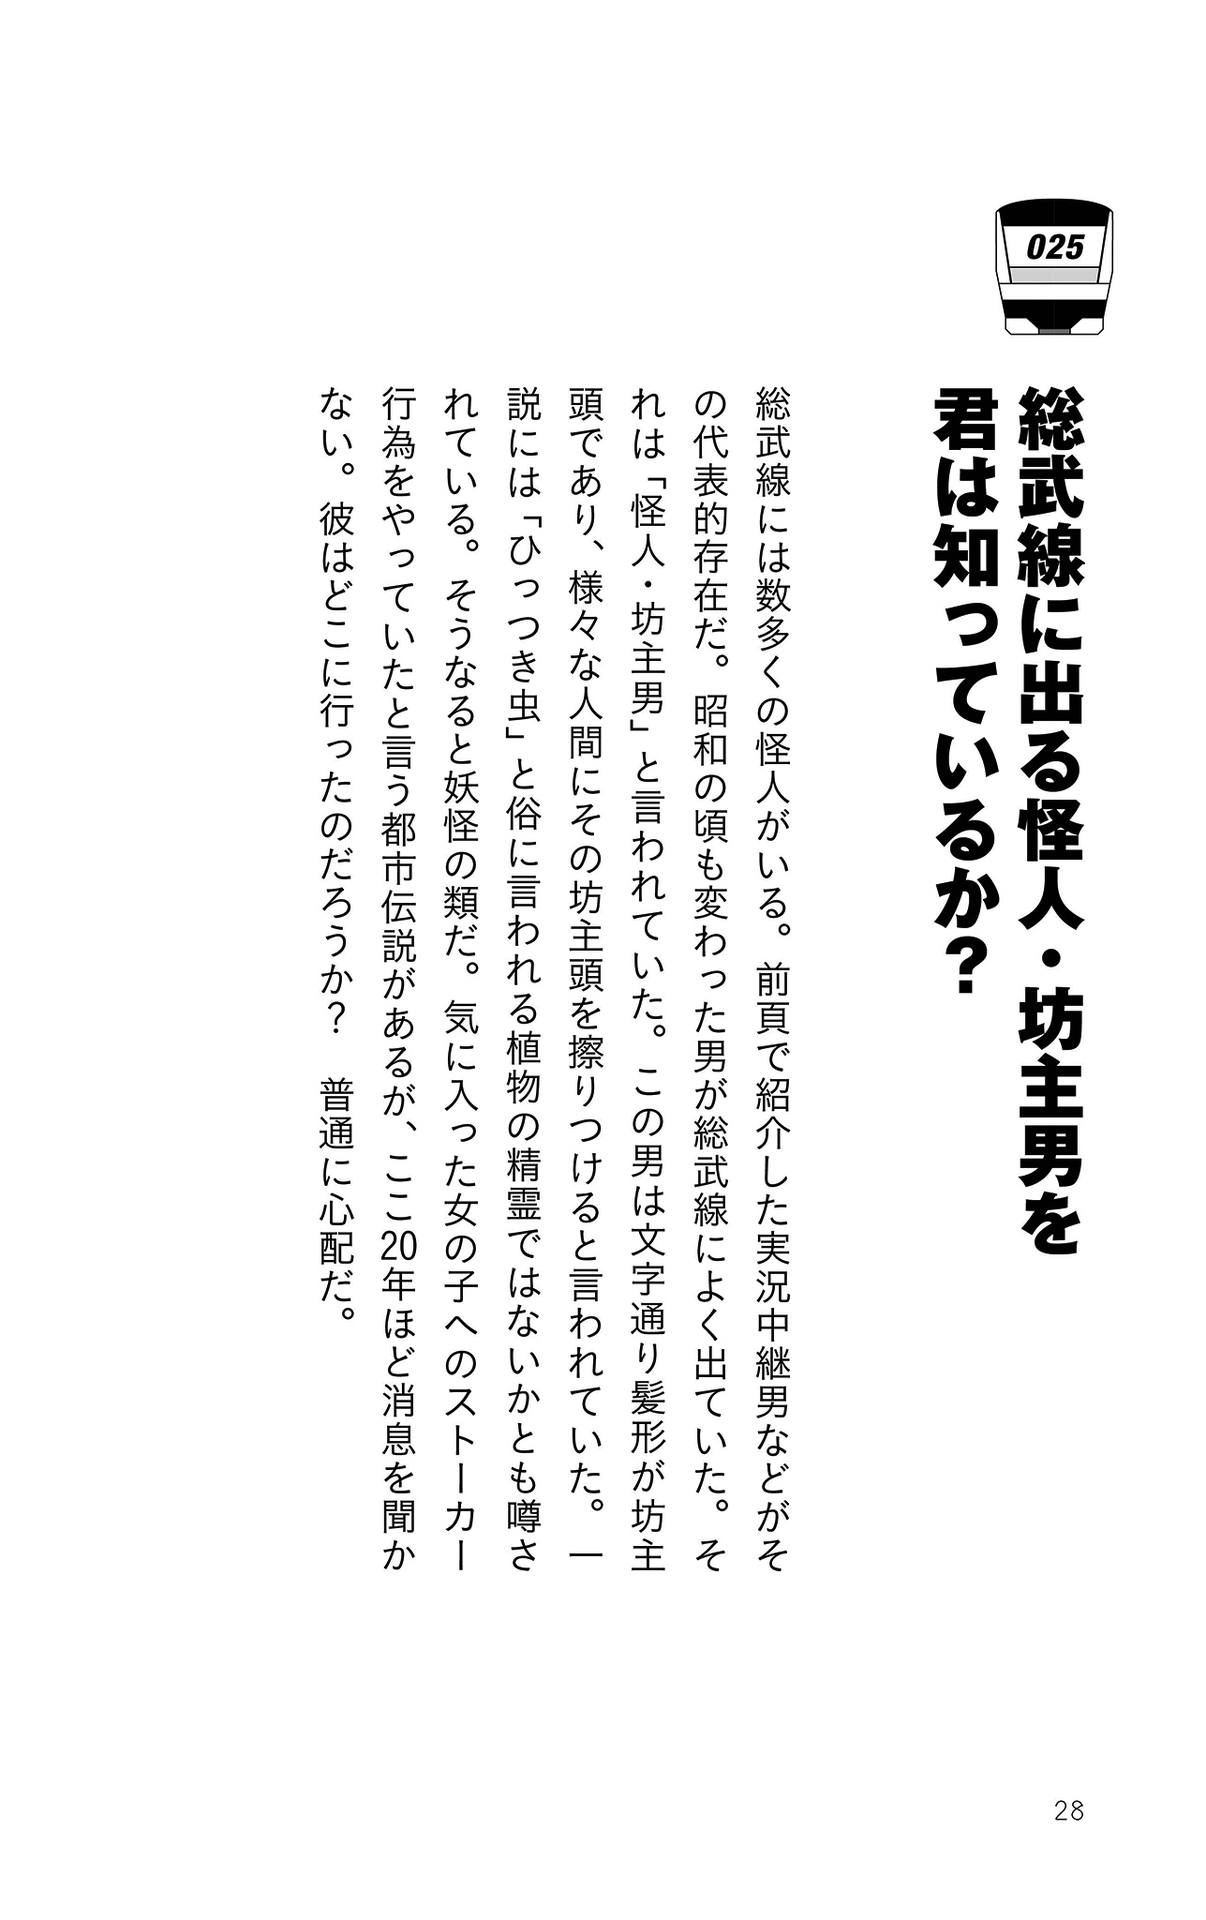 025
総武線に出る怪人・坊主男を
君は知っているか?
総武線には数多くの怪人がいる。前頁で紹介した実況中継男などがそ
の代表的存在だ。昭和の頃も変わった男が総武線によく出ていた。そ
れは「怪人・坊主男」と言われていた。この男は文字通り髪形が坊主
頭であり、様々な人間にその坊主頭を擦りつけると言われていた。一
説には「ひっつき虫」と俗に言われる植物の精霊ではないかとも噂さ
れている。そうなると妖怪の類だ。気に入った女の子へのストーカー
行為をやっていたと言う都市伝説があるが、ここ20年ほど消息を聞か
ない。彼はどこに行ったのだろうか?　普通に心配だ。
28